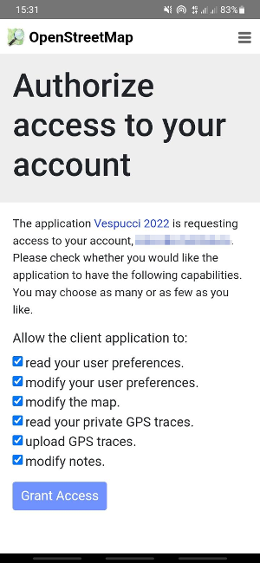 15:31
83%
OpenStreetMap
Authorize
access to your
account
The application Vespucci 2022 is requesting
access to your account,
Please check whether you would like the
application to have the following capabilities.
You may choose as many or as few as you
like.
Allow the client application to:
read your user preferences.
modify your user preferences.
modify the map.
read your private GPS traces.
upload GPS traces.
modify notes.
Grant Access